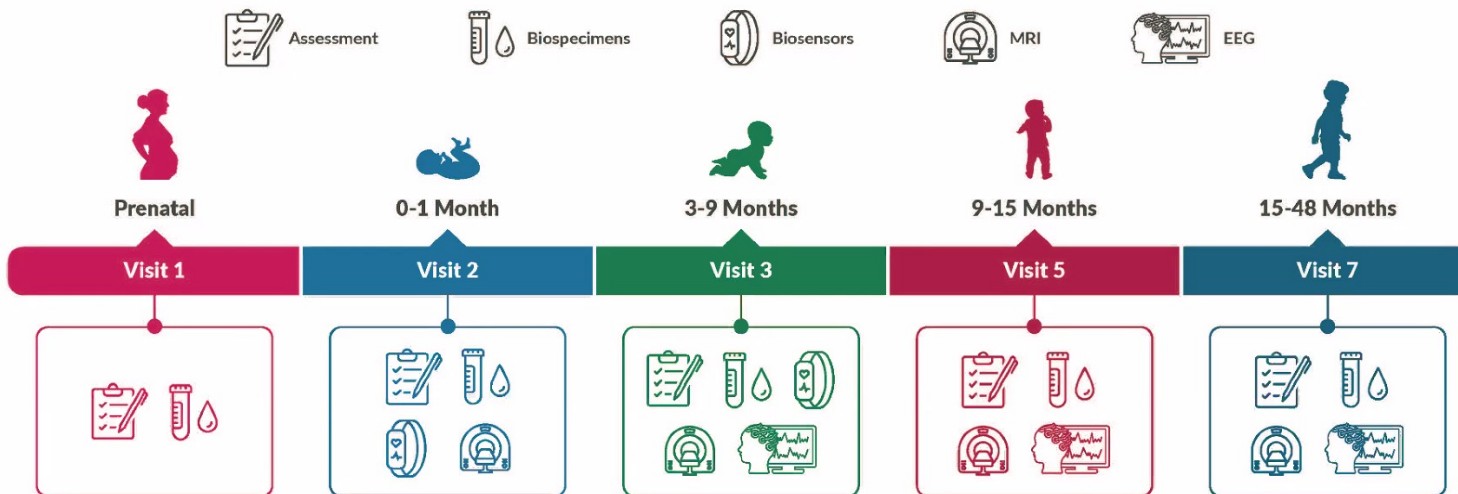 Assessment
Biospecimens
Biosensors
MRI
EEG
Prenatal
0-1 Month
3-9 Months
9-15 Months
15-48 Months
Visit 1
Visit 2
Visit 3
Visit 5
Visit 7